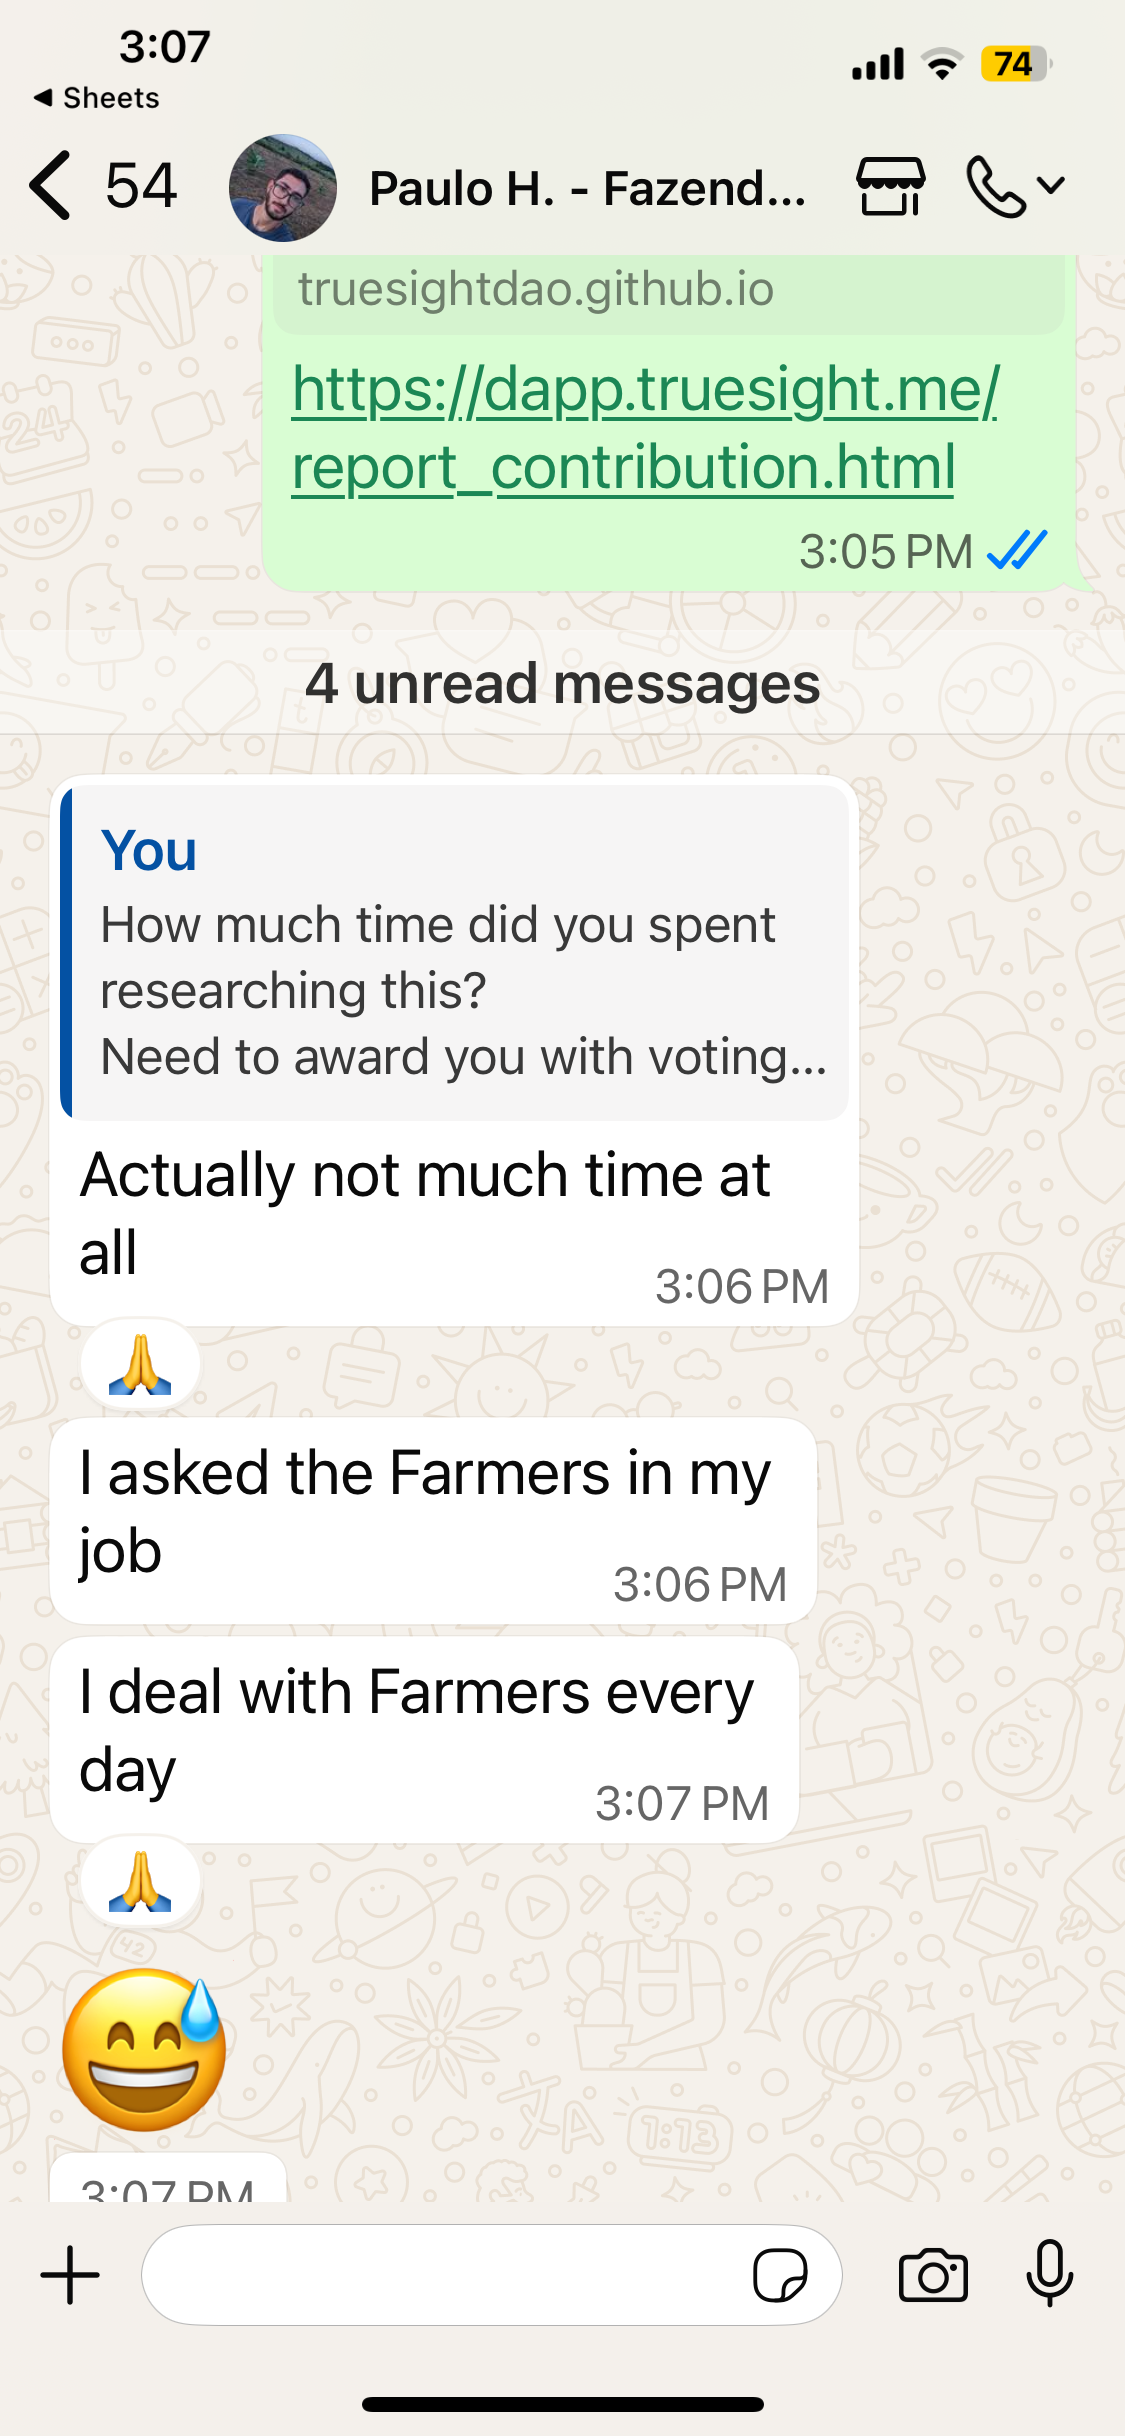 3:07
74
◀ Sheets
54
Paulo H. - Fazend...
truesightdao.github.io
https://dapp.truesight.me/
report_contribution.html
3:05 PM
4 unread messages
You
How much time did you spent
researching this?
Need to award you with voting...
Actually not much time at
all
3:06 PM
🙏
I asked the Farmers in my
job
3:06 PM
I deal with Farmers every
day
3:07 PM
🙏
😅
3:07 PM